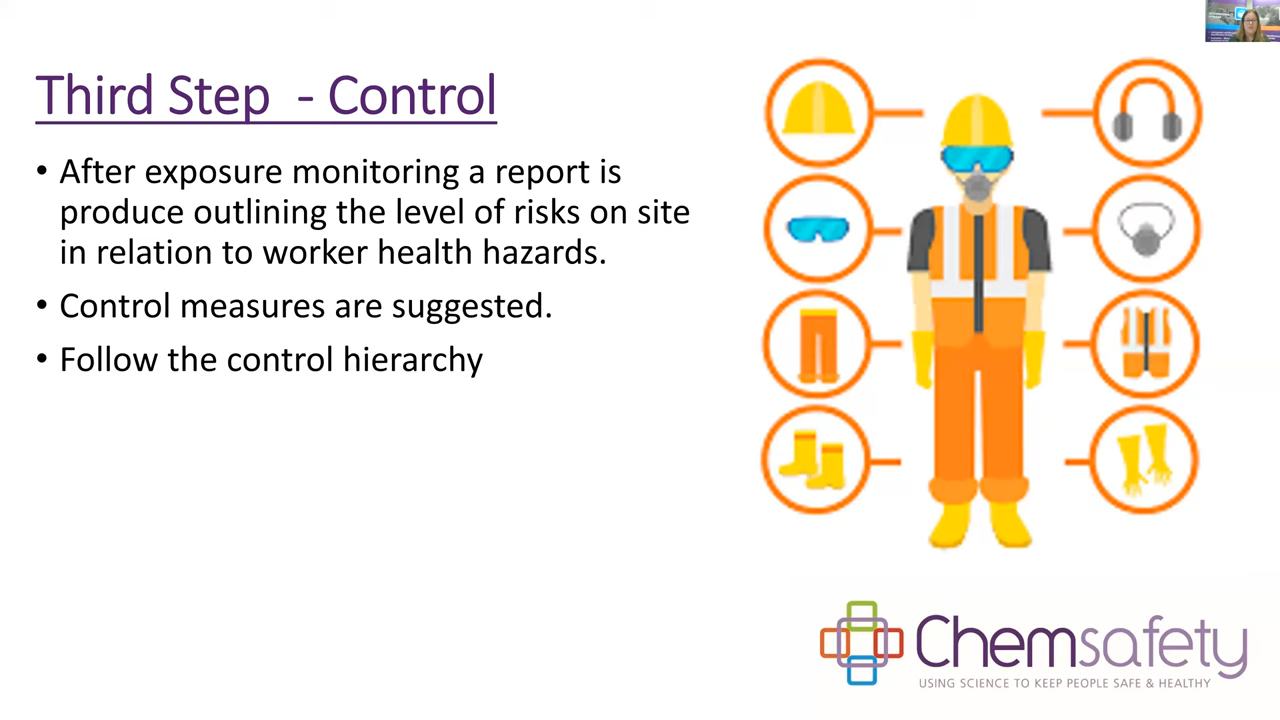 Third Step - Control
• After exposure monitoring a report is
produce outlining the level of risks on site
in relation to worker health hazards.
• Control measures are suggested.
• Follow the control hierarchy
Chemsafety
USING SCIENCE TO KEEP PEOPLE SAFE & HEALTHY